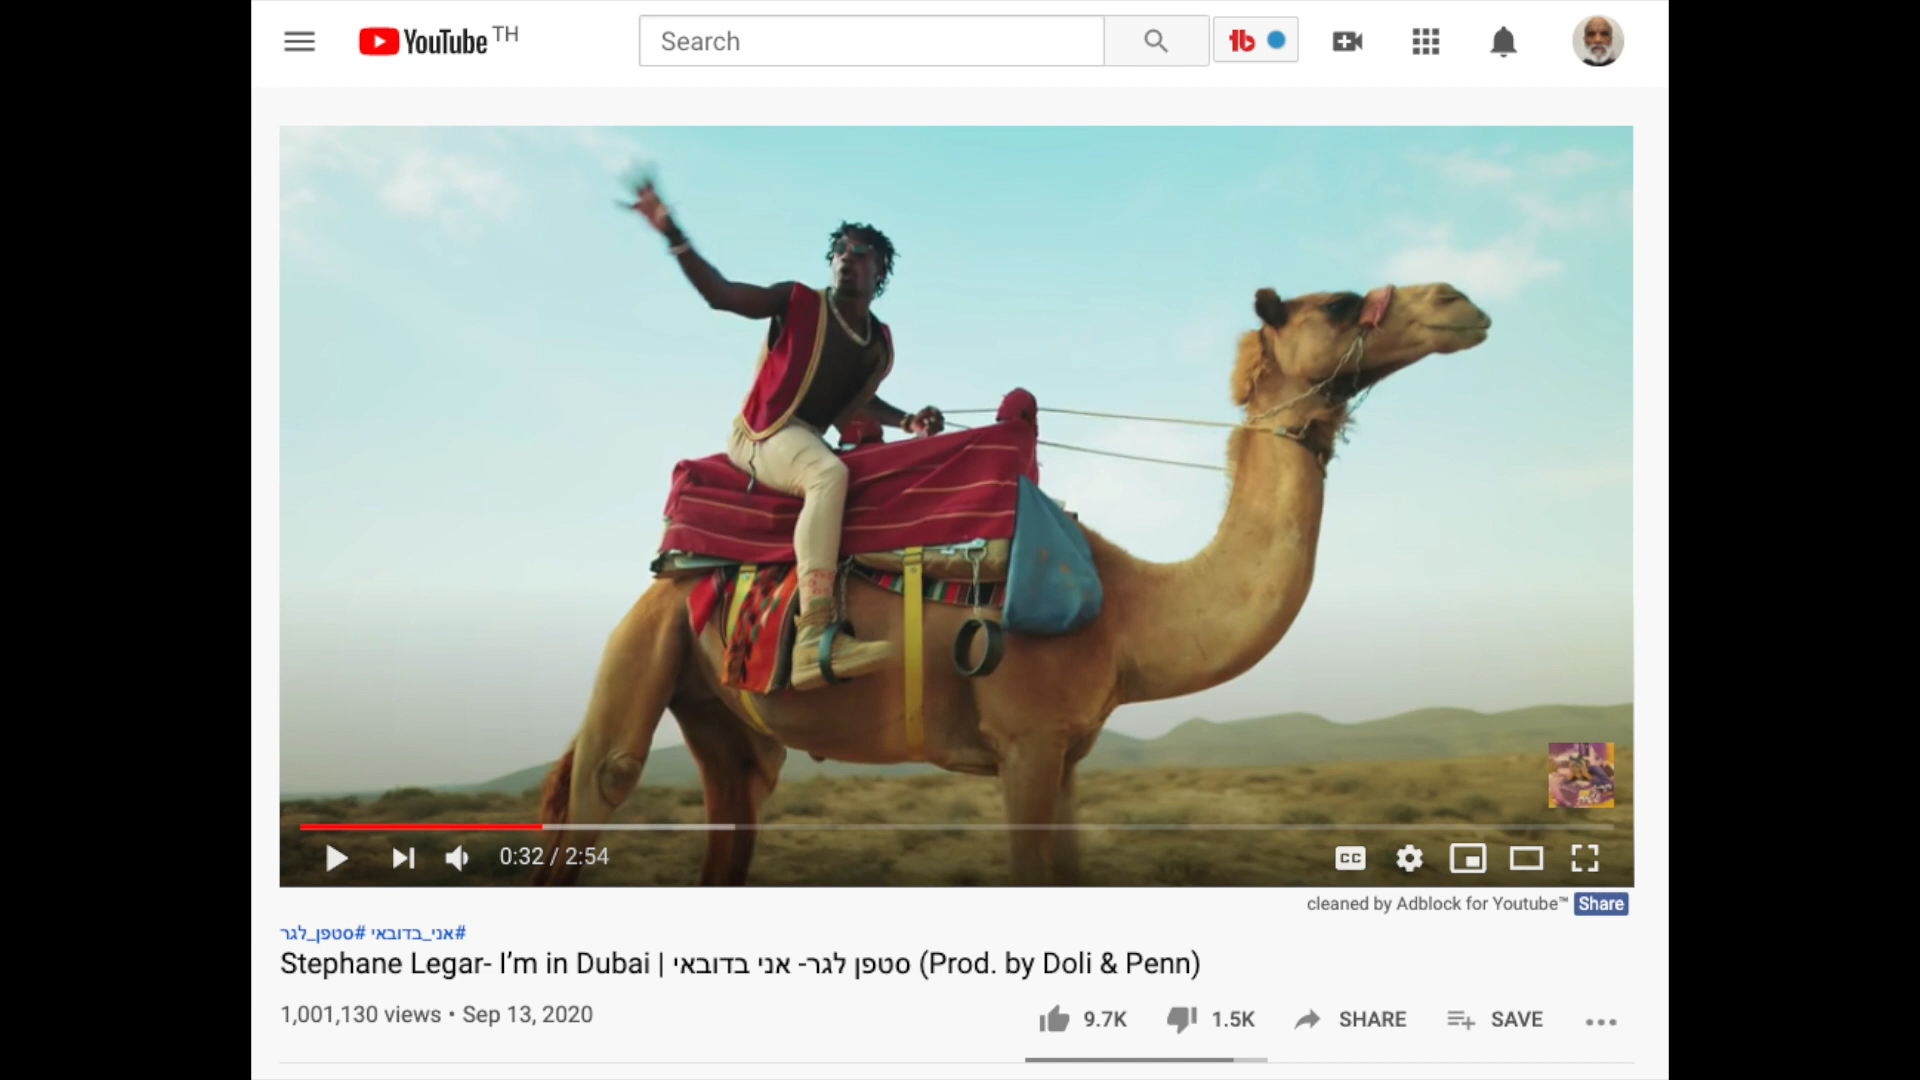 YouTube TH
Search
0:32 / 2:54
CC
cleaned by Adblock for Youtube™ Share
#אני_בדובאי #סטפן_לגר
Stephane Legar- I’m in Dubai | סטפן לגר- אני בדובאי (Prod. by Doli & Penn)
1,001,130 views • Sep 13, 2020
9.7K 1.5K SHARE SAVE